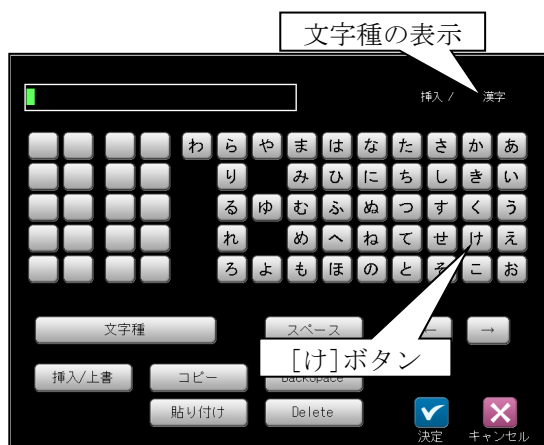 文字種の表示
挿入 / 漢字
わ ら や ま は な た さ か あ
り み ひ に ち し き い
る ゆ む ふ ぬ つ す く う
れ め へ ね て せ け え
ろ よ も ほ の と そ こ お
文字種 スペース ← →
[け]ボタン
挿入/上書 コピー Backspace
貼り付け Delete
決定 キャンセル